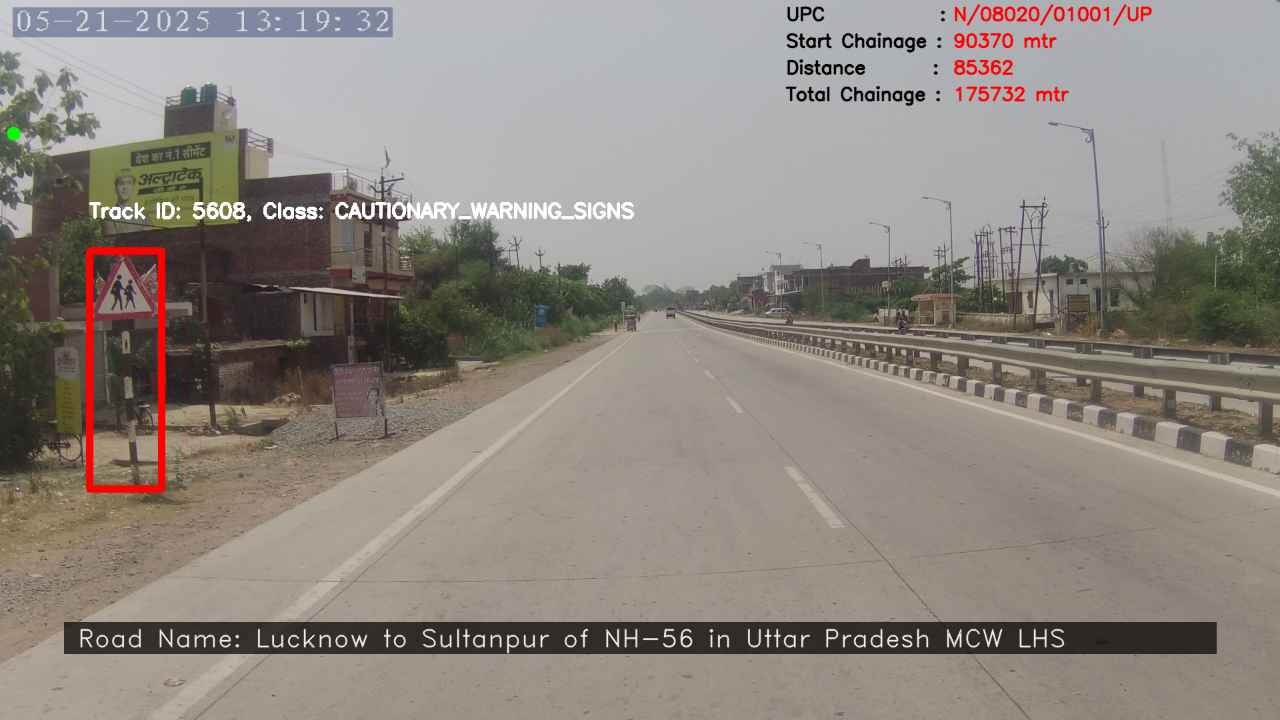 05-21-2025 13:19:32
UPC : N/08020/01001/UP
Start Chainage : 90370 mtr
Distance : 85362
Total Chainage : 175732 mtr
देश का नं.1 सीमेंट
अल्ट्राटेक
Track ID: 5608, Class: CAUTIONARY_WARNING_SIGNS
Road Name: Lucknow to Sultanpur of NH-56 in Uttar Pradesh MCW LHS